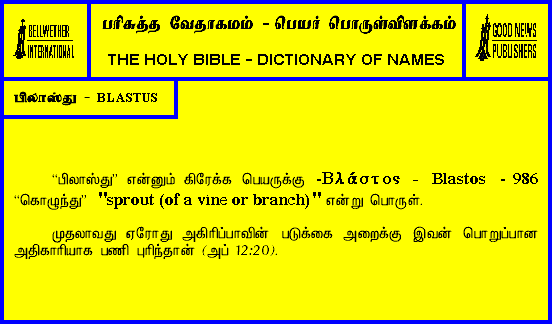 BELLWETHER
INTERNATIONAL
பரிசுத்த வேதாகமம் - பெயர் பொருள்விளக்கம்
THE HOLY BIBLE - DICTIONARY OF NAMES
GOOD NEWS
PUBLISHERS
பிலாஸ்து - BLASTUS
“பிலாஸ்து” என்னும் கிரேக்க பெயருக்கு -Βλάστος - Blastos - 986
“கொழுந்து” "sprout (of a vine or branch)" என்று பொருள்.
முதலாவது ஏரோது அகிரிப்பாவின் படுக்கை அறைக்கு இவன் பொறுப்பான
அதிகாரியாக பணி புரிந்தான் (அப் 12:20).